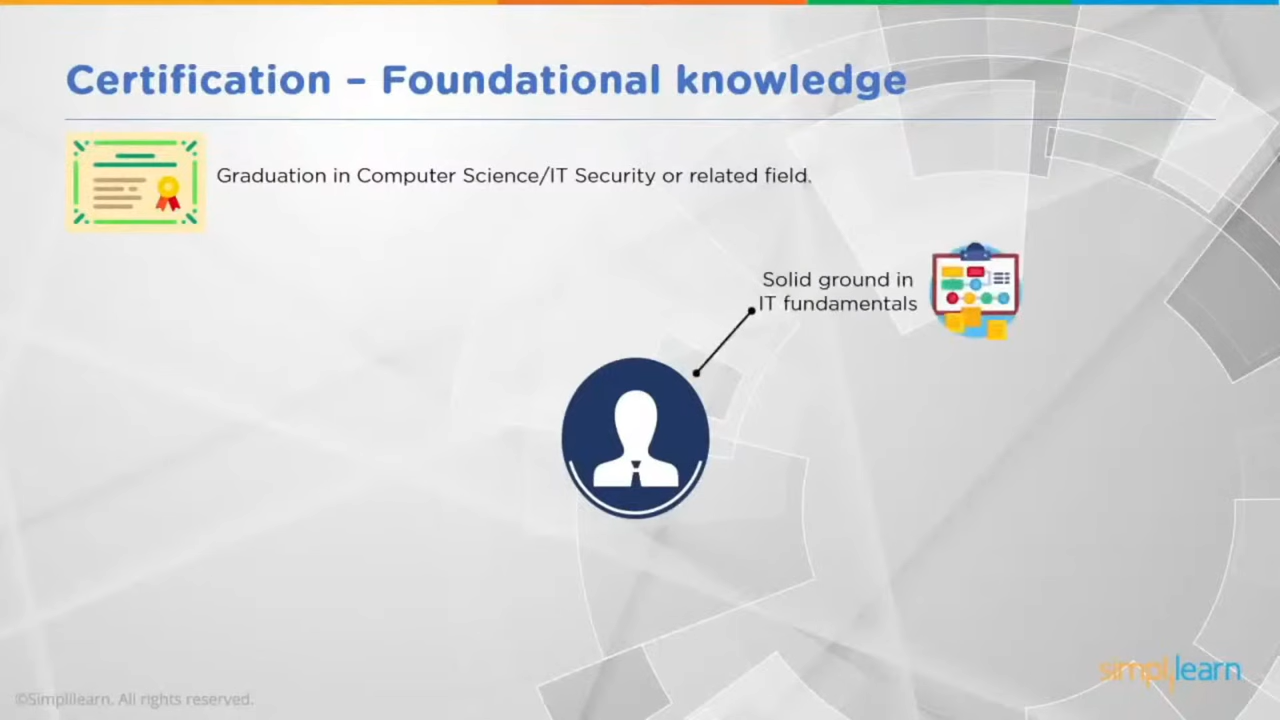 Certification – Foundational knowledge
Graduation in Computer Science/IT Security or related field.
Solid ground in
IT fundamentals
simplilearn
©Simplilearn. All rights reserved.